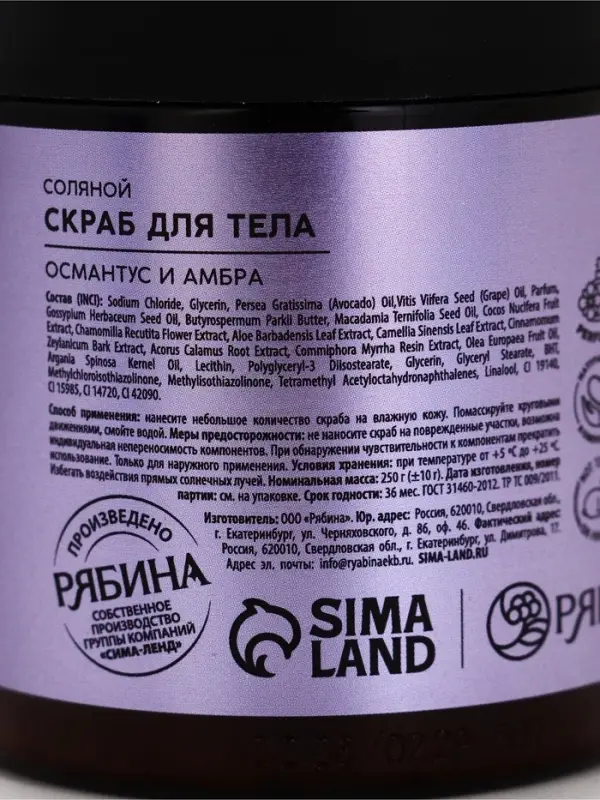 СОЛЯНОЙ
СКРАБ ДЛЯ ТЕЛА
ОСМАНТУС И АМБРА
Состав (INCI): Sodium Chloride, Glycerin, Persea Gratissima (Avocado) Oil,Vitis Viifera Seed (Grape) Oil, Parfum,
Gossypium Herbaceum Seed Oil, Butyrospermum Parkii Butter, Macadamia Ternifolia Seed Oil, Cocos Nucifera Fruit
Extract, Chamomilla Recutita Flower Extract, Aloe Barbadensis Leaf Extract, Camellia Sinensis Leaf Extract, Cinnamomum
Zeylanicum Bark Extract, Acorus Calamus Root Extract, Commiphora Myrrha Resin Extract, Olea Europaea Fruit Oil,
Argania Spinosa Kernel Oil, Lecithin, Polyglyceryl-3 Diisostearate, Glycerin, Glyceryl Stearate, BHT,
Methylchloroisothiazolinone, Methylisothiazolinone, Tetramethyl Acetyloctahydronaphthalenes, Linalool, CI 19140,
CI 15985, CI 14720, CI 42090.
Способ применения: нанесите небольшое количество скраба на влажную кожу. Помассируйте круговыми
движениями, смойте водой. Меры предосторожности: не наносите скраб на поврежденные участки, возможна
индивидуальная непереносимость компонентов. При обнаружении чувствительности к компонентам прекратить
использование. Только для наружного применения. Условия хранения: при температуре от +5 °С до +25 °С.
Избегать воздействия прямых солнечных лучей. Номинальная масса: 250 г (±10 г). Дата изготовления, номер
партии: см. на упаковке. Срок годности: 36 мес. ГОСТ 31460-2012. ТР ТС 009/2011.
Изготовитель: ООО «Рябина». Юр. адрес: Россия, 620010, Свердловская обл.,
г. Екатеринбург, ул. Черняховского, д. 86, оф. 46. Фактический адрес
Россия, 620010, Свердловская обл., г. Екатеринбург, ул. Димитрова, 17.
Адрес эл. почты: info@ryabinaekb.ru. SIMA-LAND.RU
ПРОИЗВЕДЕНО
РЯБИНА
СОБСТВЕННОЕ
ПРОИЗВОДСТВО
ГРУППЫ КОМПАНИЙ
«СИМА-ЛЕНД»
SIMA
LAND
РЯБ